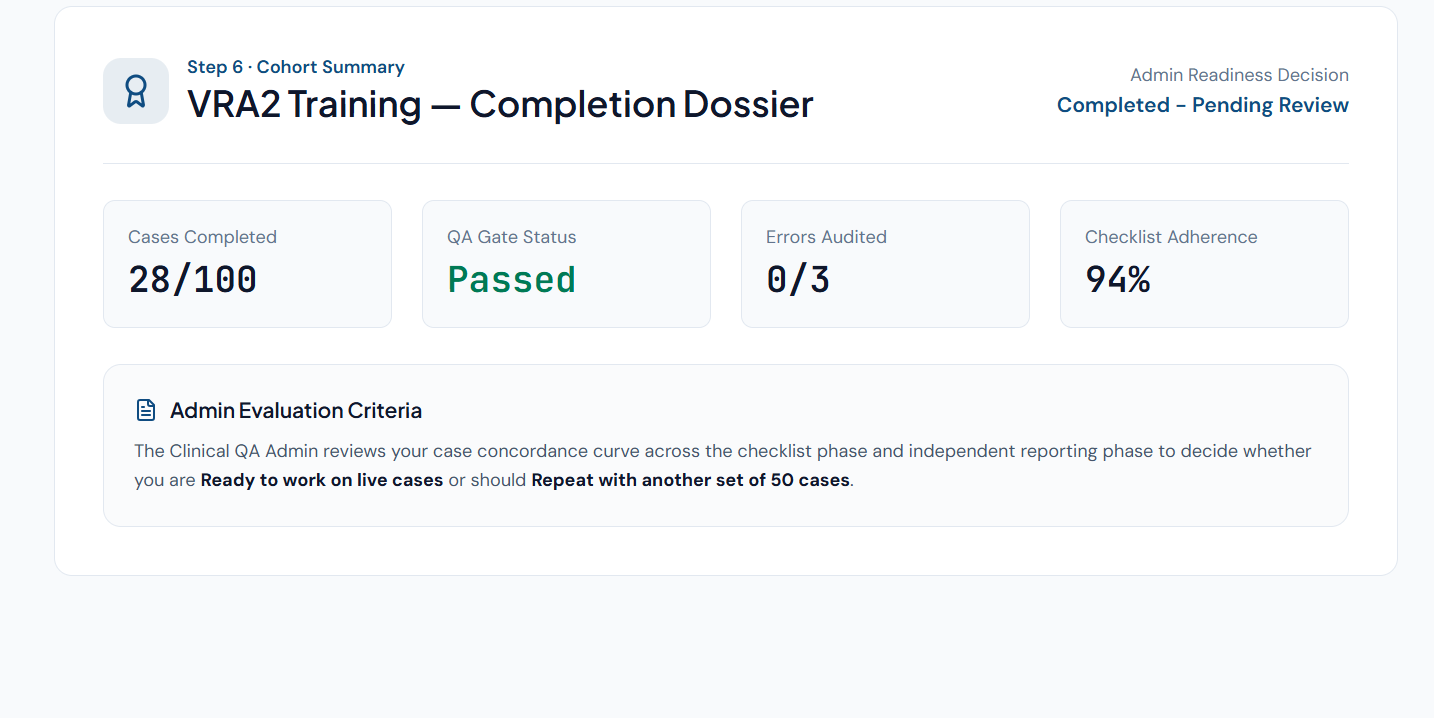 Step 6 · Cohort Summary
VRA2 Training — Completion Dossier
Admin Readiness Decision
Completed - Pending Review
Cases Completed
28/100
QA Gate Status
Passed
Errors Audited
0/3
Checklist Adherence
94%
Admin Evaluation Criteria
The Clinical QA Admin reviews your case concordance curve across the checklist phase and independent reporting phase to decide whether
you are Ready to work on live cases or should Repeat with another set of 50 cases.